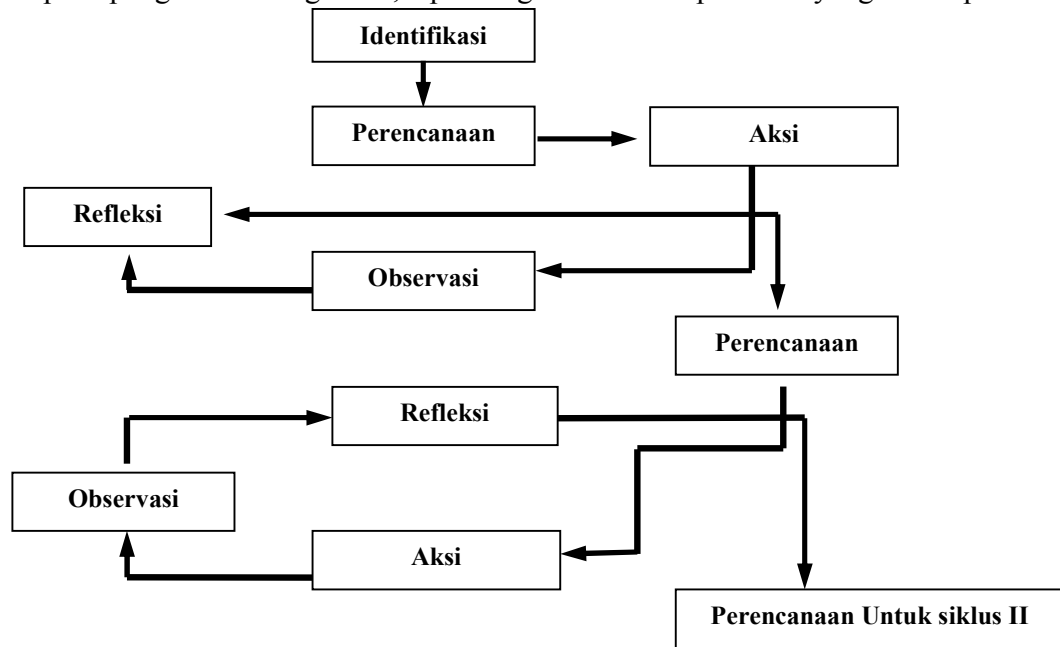 Identifikasi
Perencanaan
Aksi
Refleksi
Observasi
Perencanaan
Refleksi
Observasi
Aksi
Perencanaan Untuk siklus II